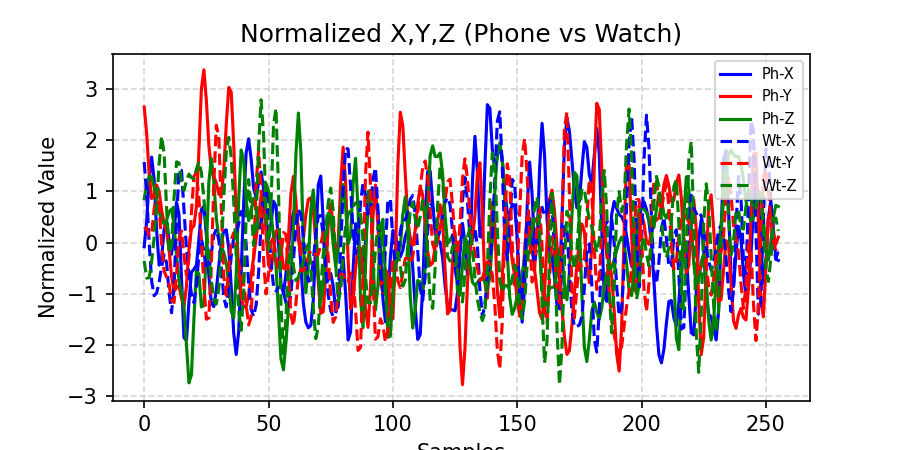 Normalized X,Y,Z (Phone vs Watch)
Normalized Value
3
2
1
0
−1
−2
−3
0 50 100 150 200 250
Samples
Ph-X
Ph-Y
Ph-Z
Wt-X
Wt-Y
Wt-Z